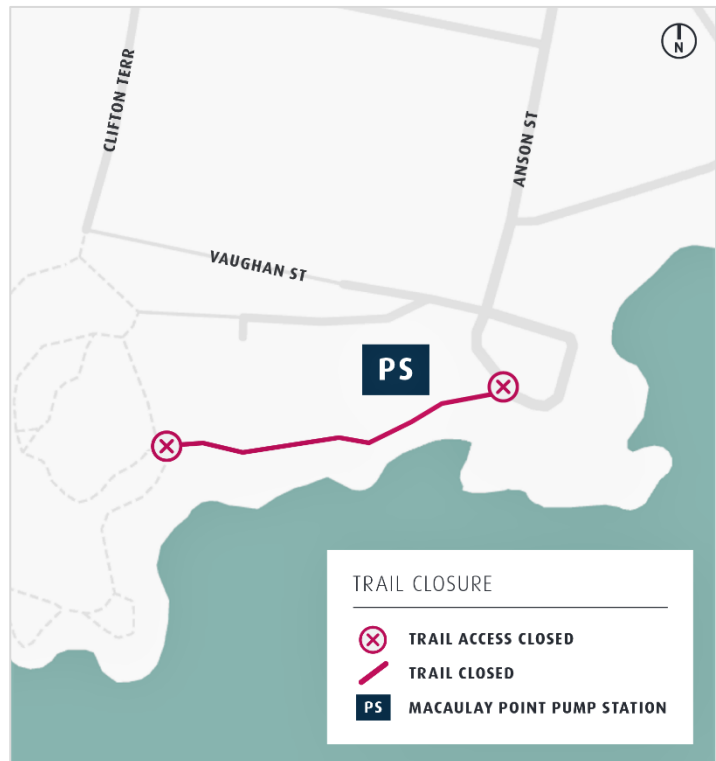 N
CLIFTON TERR
ANSON ST
VAUGHAN ST
PS
TRAIL CLOSURE
TRAIL ACCESS CLOSED
TRAIL CLOSED
PS MACAULAY POINT PUMP STATION